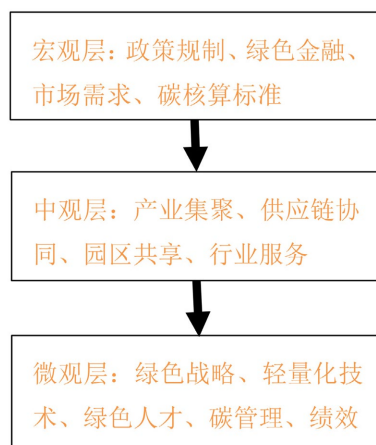 宏观层：政策规制、绿色金融、
市场需求、碳核算标准
中观层：产业集聚、供应链协
同、园区共享、行业服务
微观层：绿色战略、轻量化技
术、绿色人才、碳管理、绩效